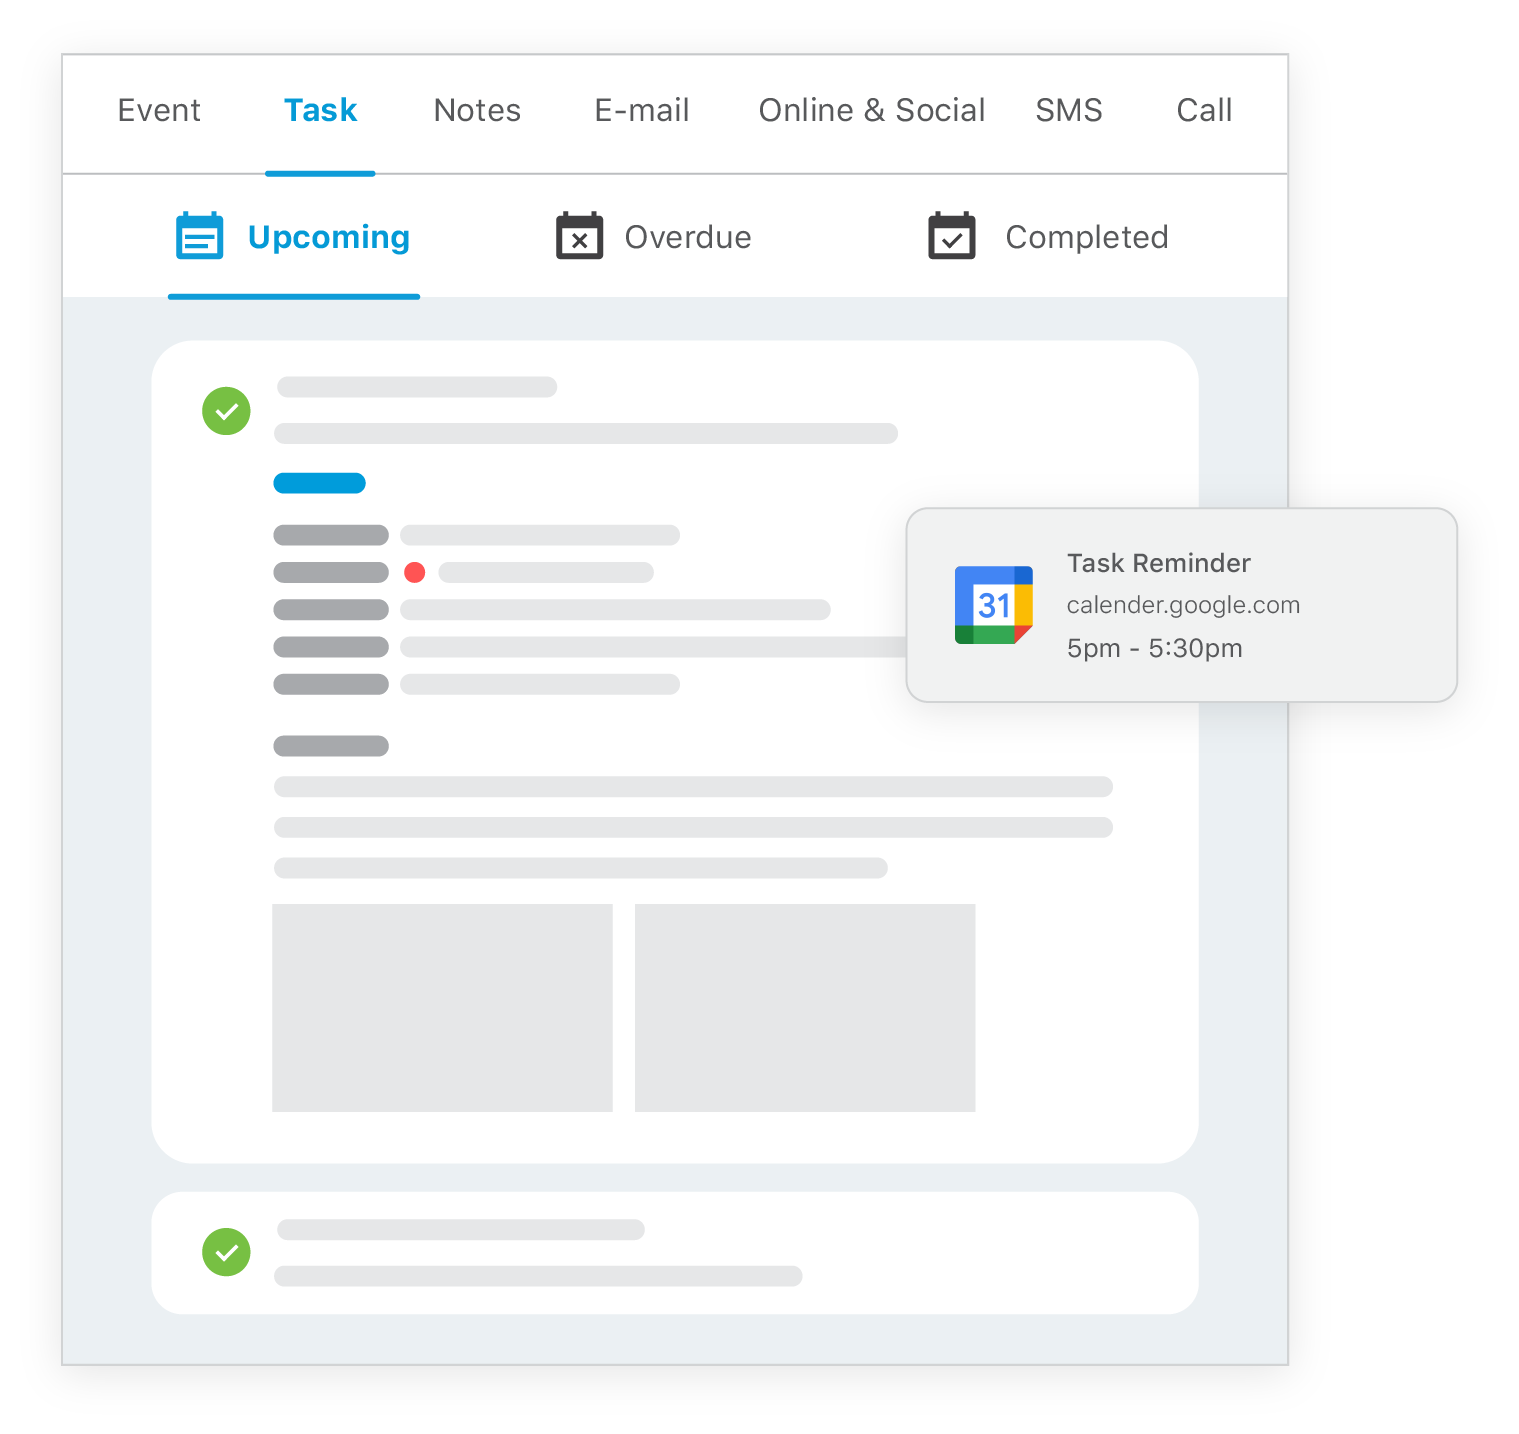 Event Task Notes E-mail Online & Social SMS Call
Upcoming Overdue Completed
Task Reminder
31
calender.google.com
5pm - 5:30pm